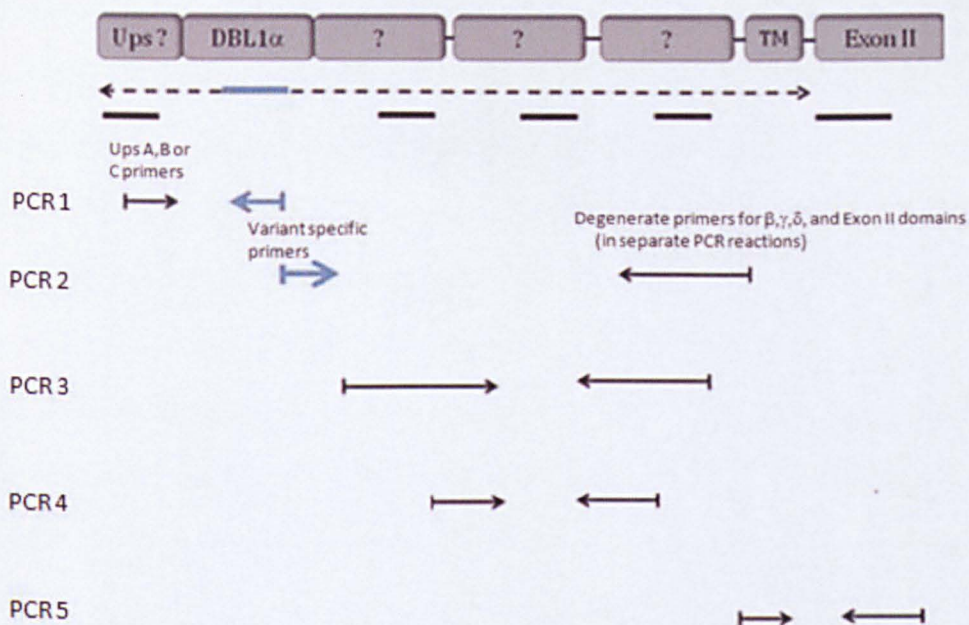 Ups ? DBL1α ? ? ? TM Exon II
Ups A, B or
C primers
PCR 1
Variant specific
primers
Degenerate primers for β,γ,δ, and Exon II domains
(in separate PCR reactions)
PCR 2
PCR 3
PCR 4
PCR 5